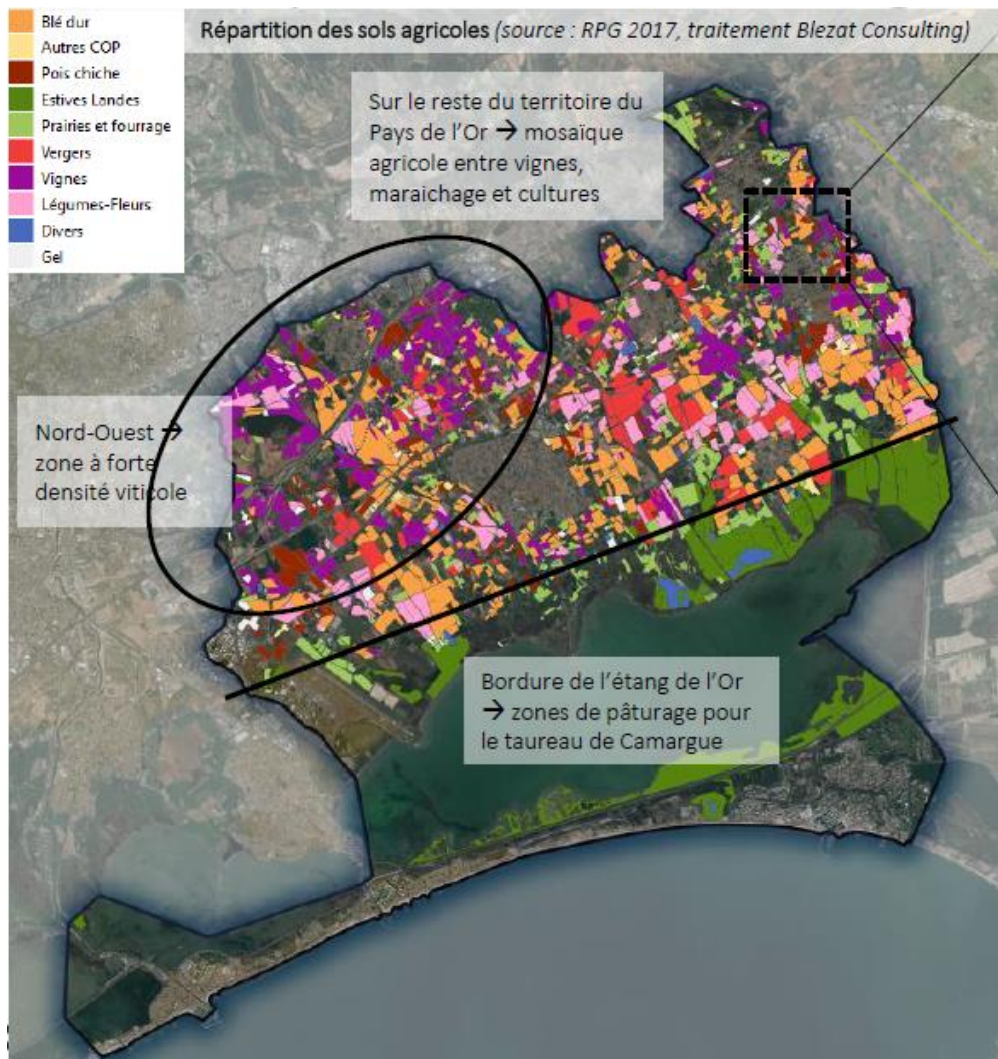 Blé dur
Autres COP
Pois chiche
Estives Landes
Prairies et fourrage
Vergers
Vignes
Légumes-Fleurs
Divers
Gel
Répartition des sols agricoles (source : RPG 2017, traitement Blezat Consulting)
Sur le reste du territoire du
Pays de l'Or → mosaïque
agricole entre vignes,
maraichage et cultures
Nord-Ouest →
zone à forte
densité viticole
Bordure de l'étang de l'Or
→ zones de pâturage pour
le taureau de Camargue